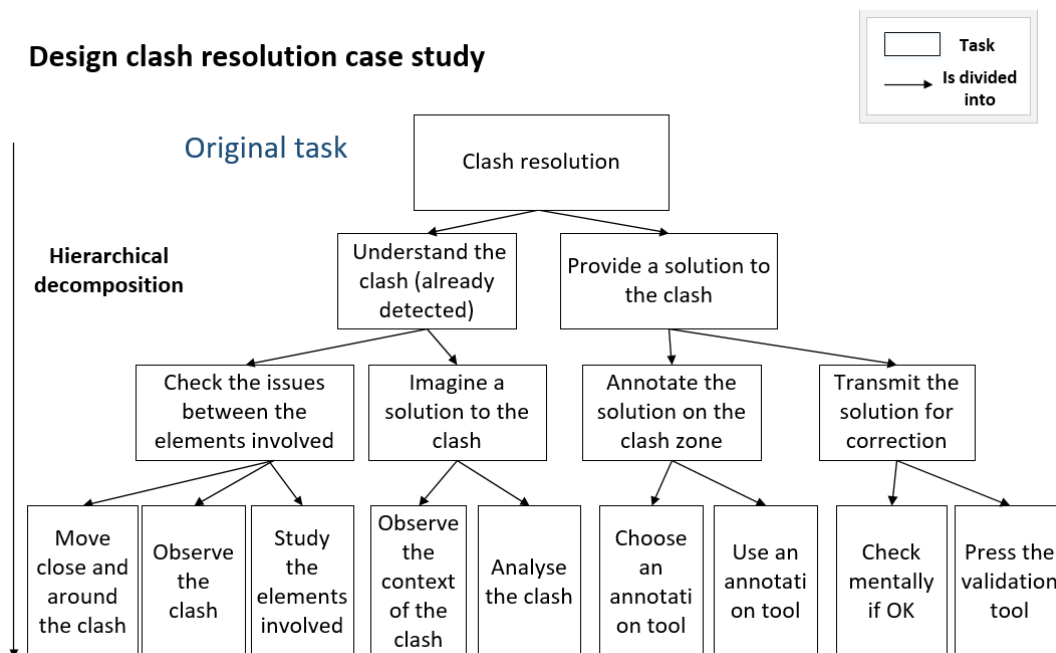 Design clash resolution case study
Task
Is divided
into
Original task
Clash resolution
Hierarchical
decomposition
Understand the
clash (already
detected)
Provide a solution to
the clash
Check the issues
between the
elements involved
Imagine a
solution to the
clash
Annotate the
solution on the
clash zone
Transmit the
solution for
correction
Move
close and
around
the clash
Observe
the
clash
Study
the
elements
involved
Observe
the
context
of the
clash
Analyse
the clash
Choose
an
annotati
on tool
Use an
annotati
on tool
Check
mentally
if OK
Press the
validation
tool